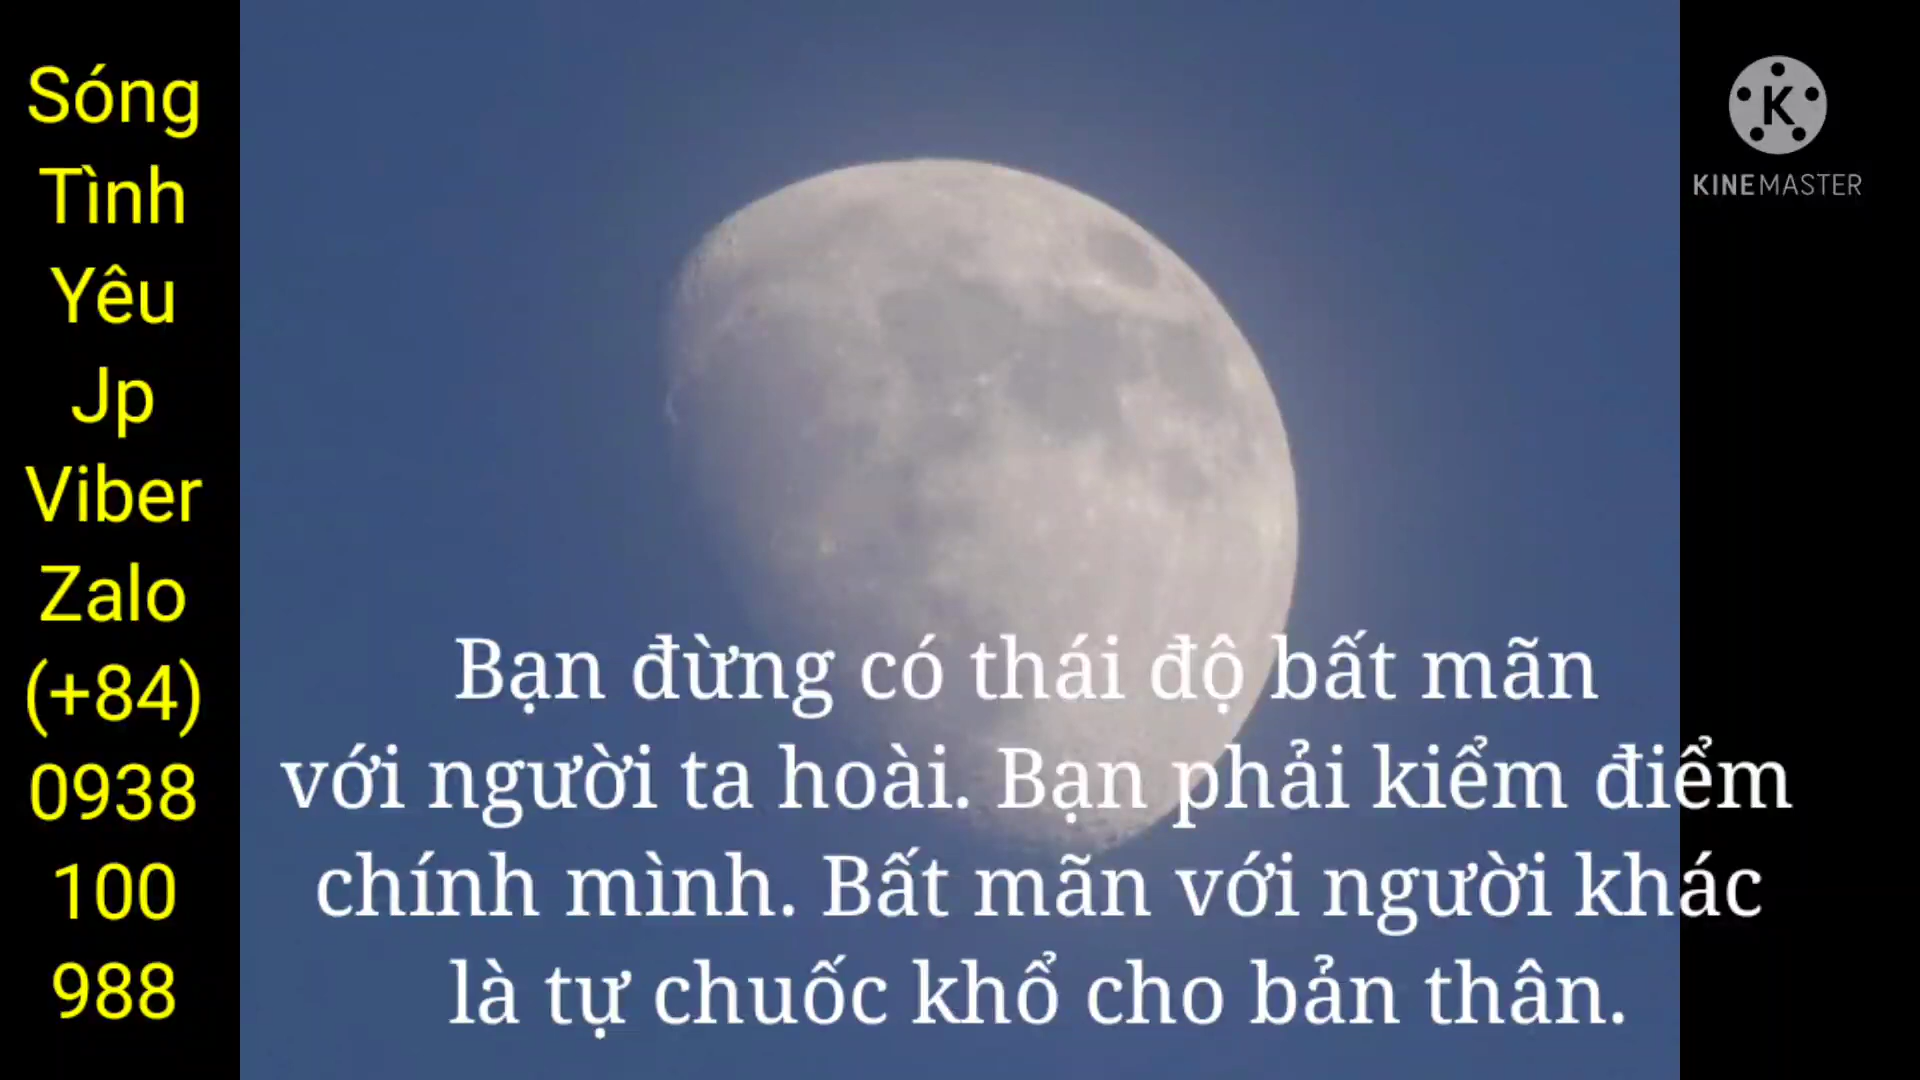 Sóng
Tình
Yêu
Jp
Viber
Zalo
(+84)
0938
100
988
K
KINEMASTER
Bạn đừng có thái độ bất mãn
với người ta hoài. Bạn phải kiểm điểm
chính mình. Bất mãn với người khác
là tự chuốc khổ cho bản thân.